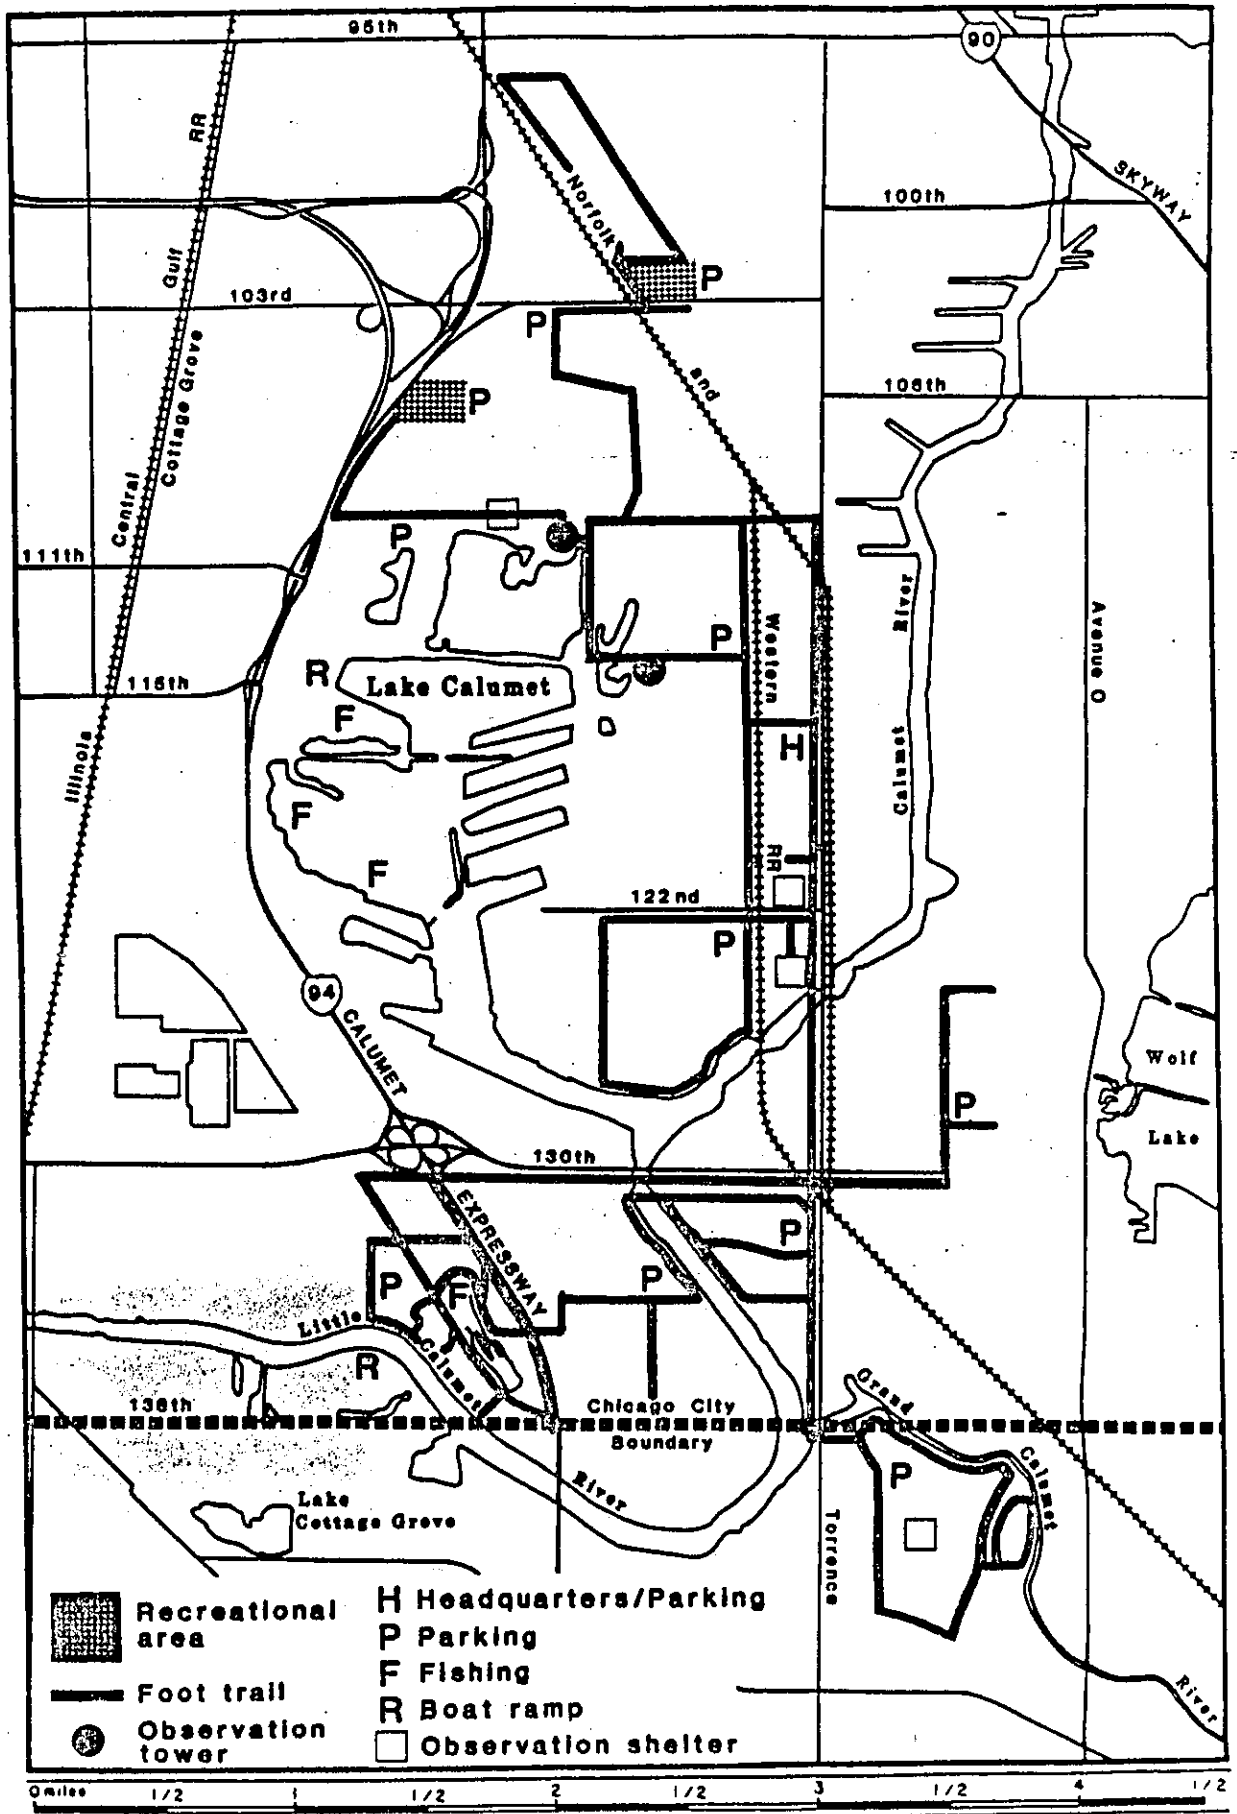 95th
90
RR
SKYWAY
100th
Norfolk
P
Gulf
103rd
P
and
106th
Cottage Grove
P
Central
P
111th
River
Avenue O
Western
P
R
Lake Calumet
115th
F
H
Calumet
Illinois
F
RR
F
122nd
P
94
CALUMET
Wolf
P
Lake
130th
EXPRESSWAY
P
P
P
F
Little
Calumet
R
Grand
138th
Chicago City
Boundary
Calumet
P
River
Lake
Cottage Grove
Torrence
River
Recreational
area
Foot trail
Observation
tower
H Headquarters/Parking
P Parking
F Fishing
R Boat ramp
Observation shelter
0 miles 1/2 1 1/2 2 1/2 3 1/2 4 1/2